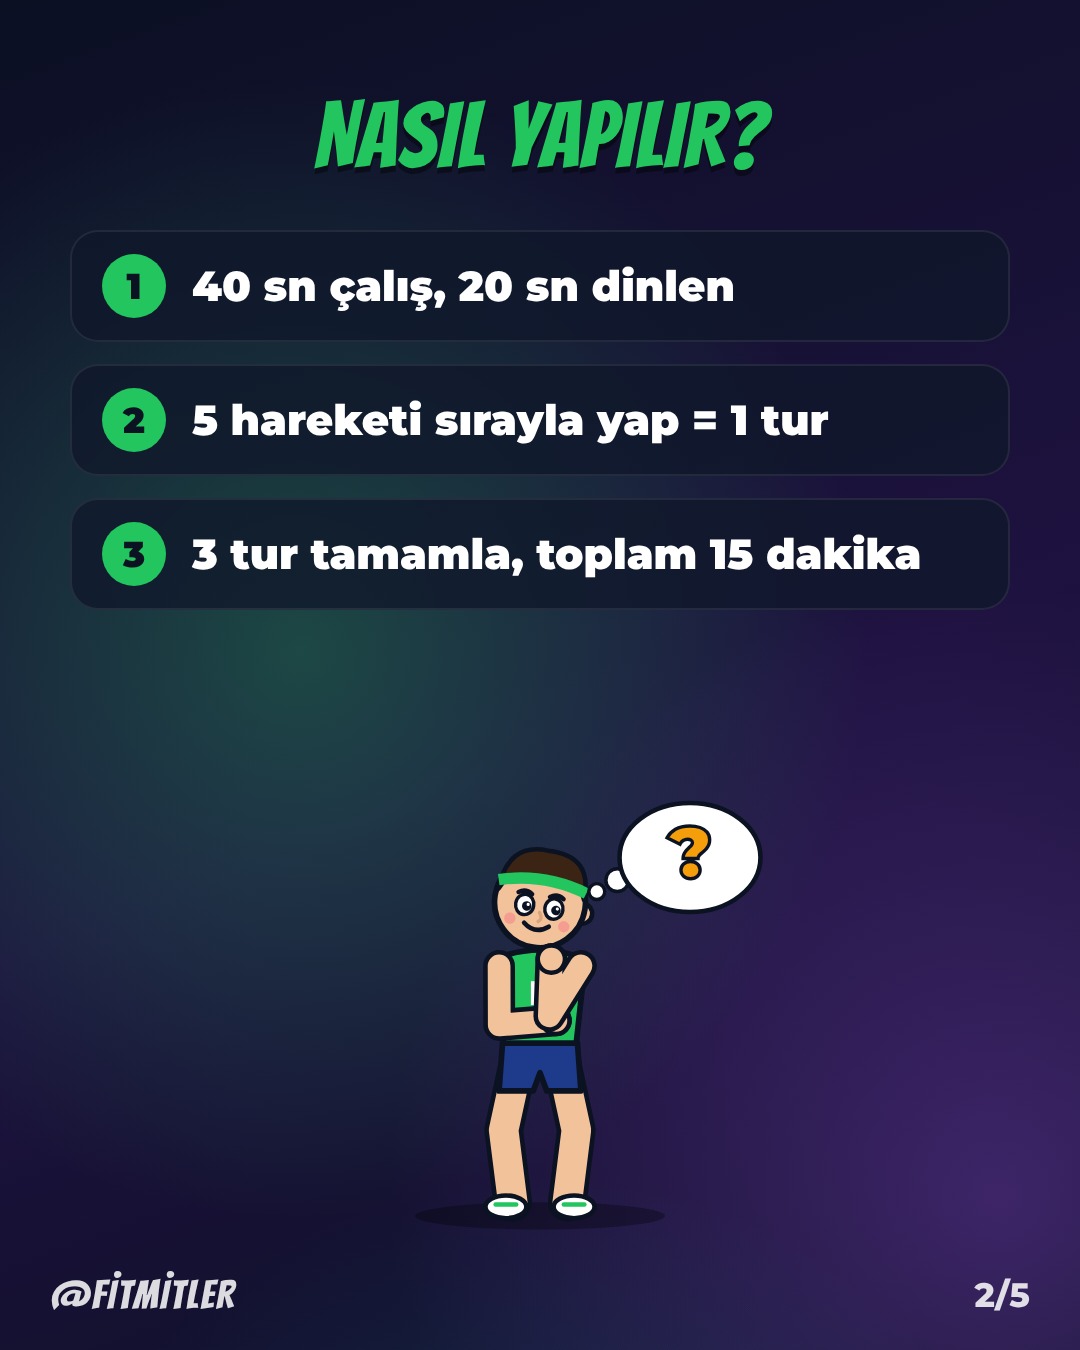 NASIL YAPILIR?
1 40 sn çalış, 20 sn dinlen
2 5 hareketi sırayla yap = 1 tur
3 3 tur tamamla, toplam 15 dakika
?
@FİTMİTLER
2/5